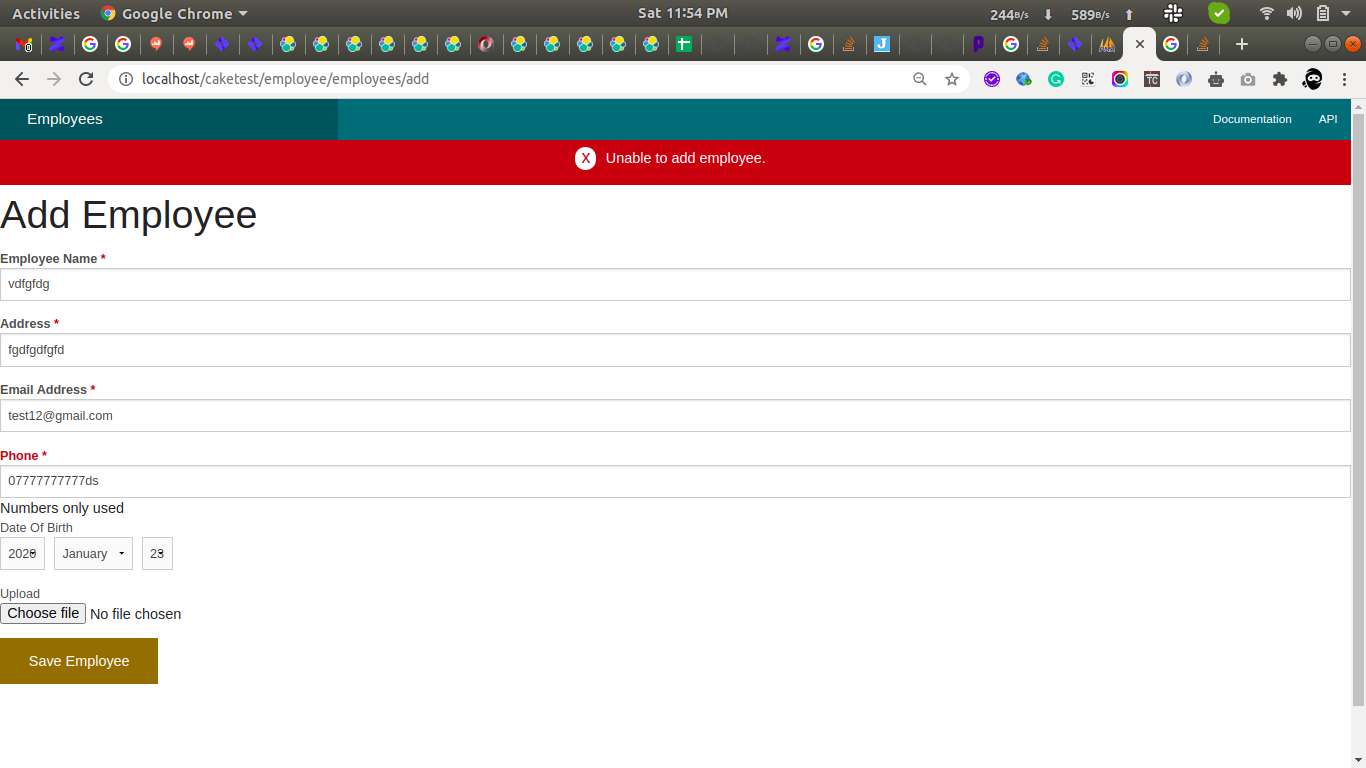 Activities Google Chrome Sat 11:54 PM 244B/s 589B/s
localhost/caketest/employee/employees/add
Employees Documentation API
X Unable to add employee.
Add Employee
Employee Name *
vdfgfdg
Address *
fgdfgdfgfd
Email Address *
test12@gmail.com
Phone *
07777777777ds
Numbers only used
Date Of Birth
2020 January 23
Upload
Choose file No file chosen
Save Employee